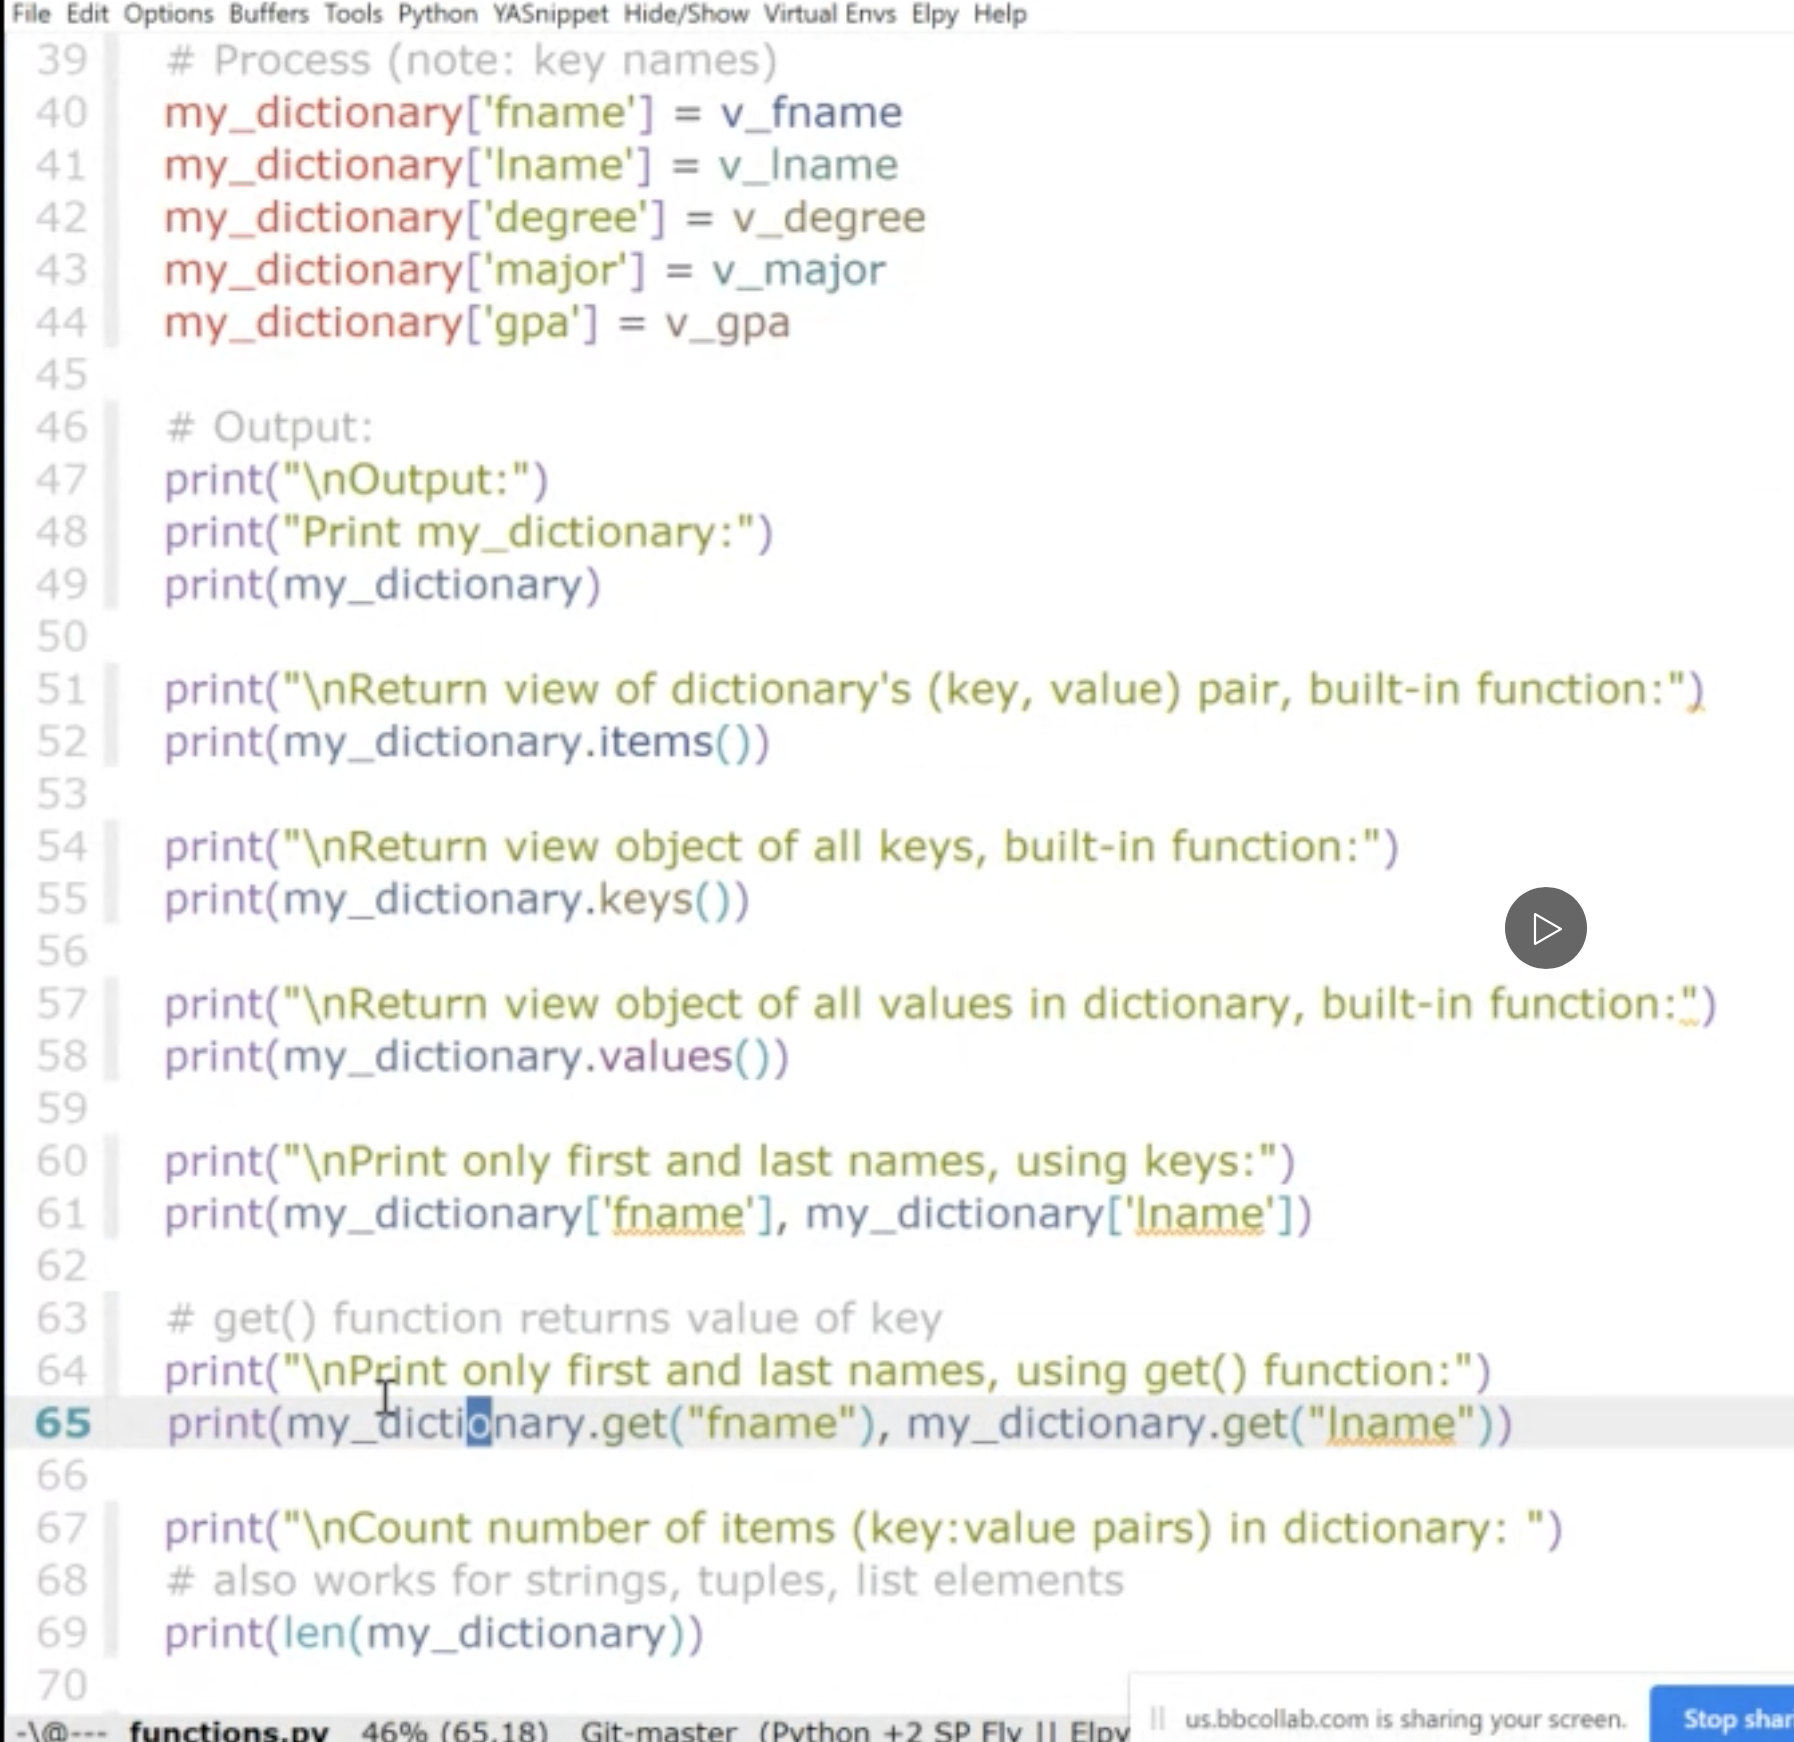 File Edit Options Buffers Tools Python YASnippet Hide/Show Virtual Envs Elpy Help
39 # Process (note: key names)
40 my_dictionary['fname'] = v_fname
41 my_dictionary['lname'] = v_lname
42 my_dictionary['degree'] = v_degree
43 my_dictionary['major'] = v_major
44 my_dictionary['gpa'] = v_gpa
45
46 # Output:
47 print("\nOutput:")
48 print("Print my_dictionary:")
49 print(my_dictionary)
50
51 print("\nReturn view of dictionary's (key, value) pair, built-in function:")
52 print(my_dictionary.items())
53
54 print("\nReturn view object of all keys, built-in function:")
55 print(my_dictionary.keys())
56
57 print("\nReturn view object of all values in dictionary, built-in function:")
58 print(my_dictionary.values())
59
60 print("\nPrint only first and last names, using keys:")
61 print(my_dictionary['fname'], my_dictionary['lname'])
62
63 # get() function returns value of key
64 print("\nPrint only first and last names, using get() function:")
65 print(my_dictionary.get("fname"), my_dictionary.get("lname"))
66
67 print("\nCount number of items (key:value pairs) in dictionary: ")
68 # also works for strings, tuples, list elements
69 print(len(my_dictionary))
70
-\@--- functions.py 46% (65,18) Git-master (Python +2 SP Fly || Elpy
us.bbcollab.com is sharing your screen.
Stop shar